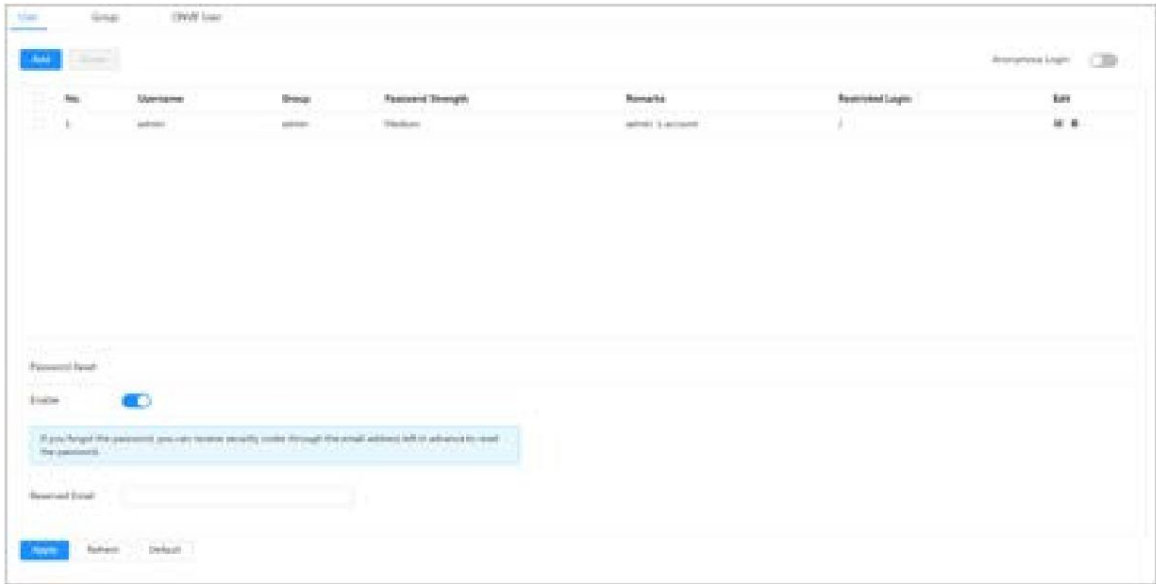 User Group ONVIF User
Add Delete
Anonymous Login
No. Username Group Password Strength Remarks Restricted Login Edit
1 admin admin Medium admin 's account /
Password Reset
Enable
If you forgot the password, you can receive security codes through the email address left in advance to reset
the password.
Reserved Email
Apply Refresh Default